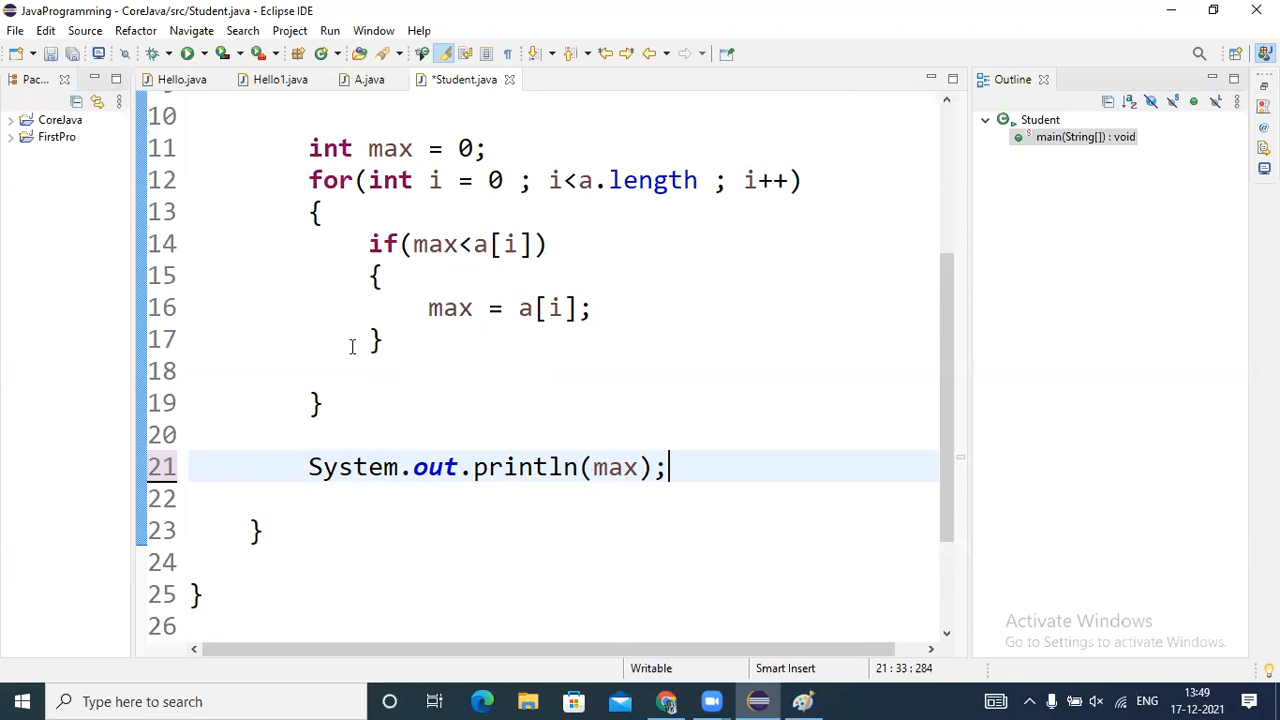 JavaProgramming - CoreJava/src/Student.java - Eclipse IDE
File Edit Source Refactor Navigate Search Project Run Window Help
Pac... Hello.java Hello1.java A.java *Student.java Outline
CoreJava
FirstPro
10
11 int max = 0;
12 for(int i = 0 ; i<a.length ; i++)
13 {
14 if(max<a[i])
15 {
16 max = a[i];
17 }
18
19 }
20
21 System.out.println(max);
22
23 }
24
25 }
26
Student
main(String[]) : void
Activate Windows
Go to Settings to activate Windows.
Writable Smart Insert 21 : 33 : 284
Type here to search
ENG
13:49
17-12-2021